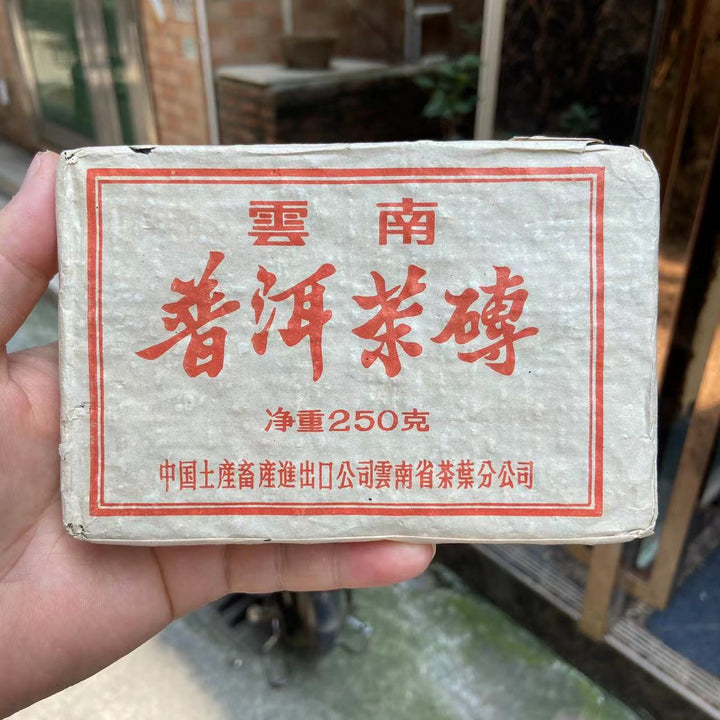 雲南
普洱茶磚
净重250克
中国土産畜産進出口公司雲南省茶葉分公司